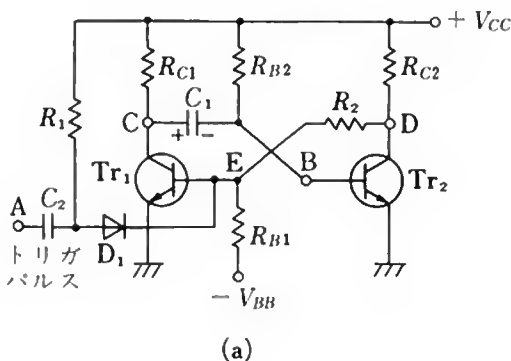 + V_CC
R_C1
R_B2
R_C2
R_1
C
C_1
+
−
R_2
D
Tr_1
E
B
Tr_2
A
C_2
D_1
R_B1
トリガ
パルス
− V_BB
(a)